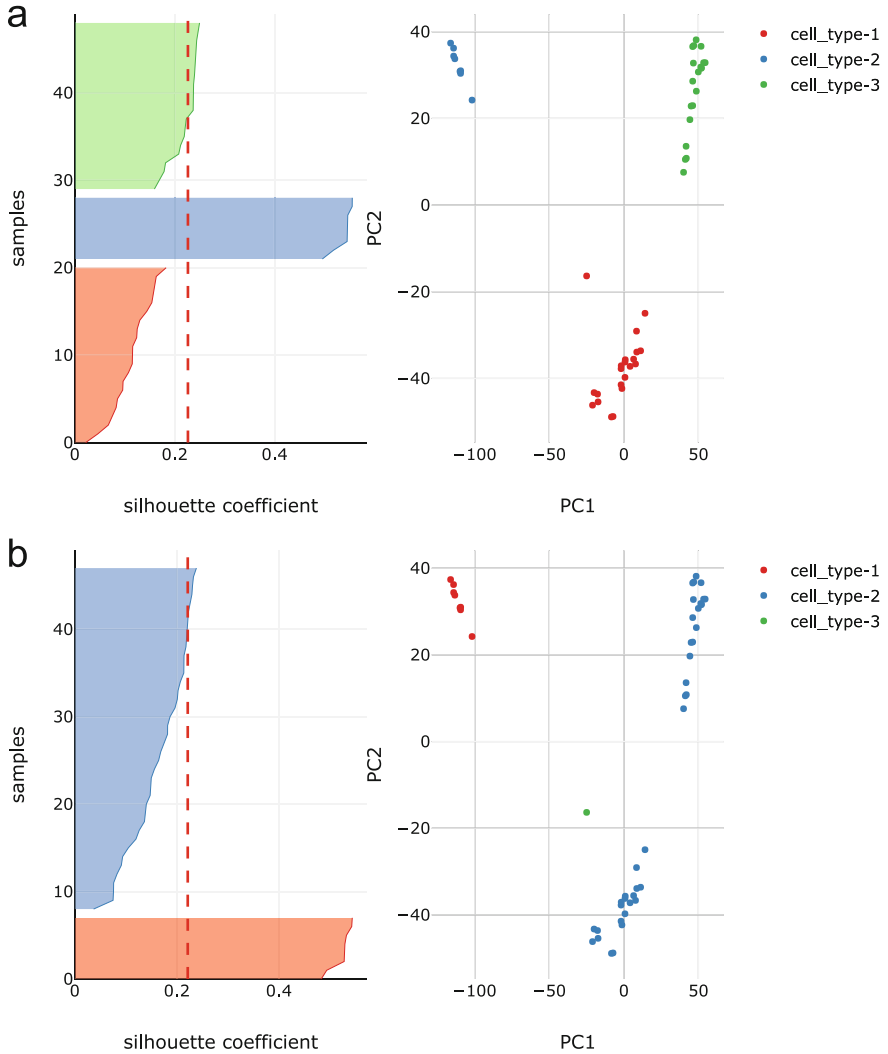 a
samples
40
30
20
10
0
0
0.2
0.4
silhouette coefficient
PC2
40
20
0
−20
−40
−100
−50
0
50
PC1
cell_type-1
cell_type-2
cell_type-3
b
samples
40
30
20
10
0
0
0.2
0.4
silhouette coefficient
PC2
40
20
0
−20
−40
−100
−50
0
50
PC1
cell_type-1
cell_type-2
cell_type-3